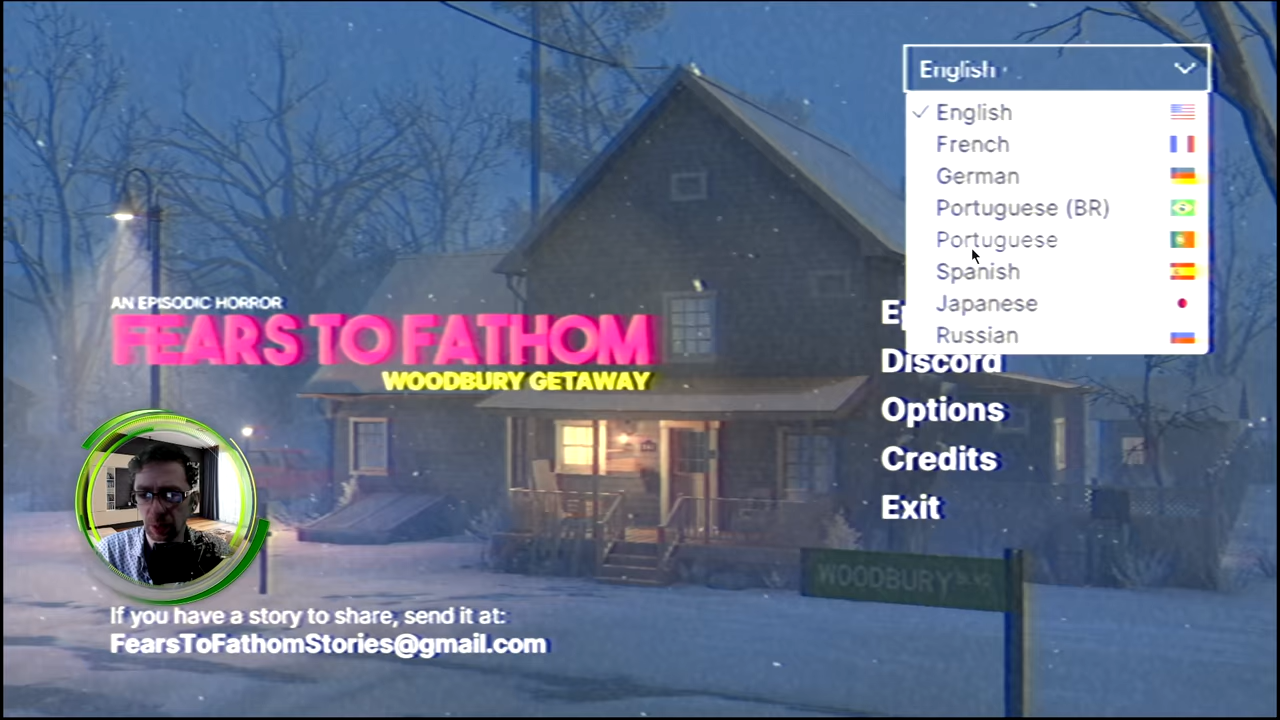 English
English
French
German
Portuguese (BR)
Portuguese
Spanish
Japanese
Russian
AN EPISODIC HORROR
FEARS TO FATHOM
WOODBURY GETAWAY
Discord
Options
Credits
Exit
WOODBURY
If you have a story to share, send it at:
FearsToFathomStories@gmail.com